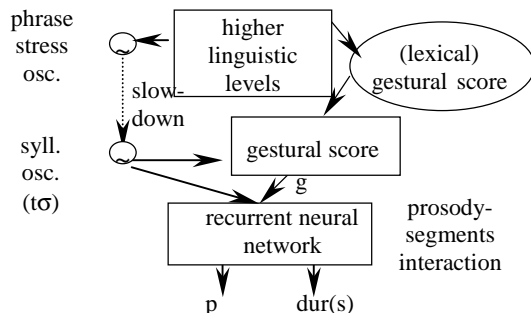 phrase
stress
osc.
higher
linguistic
levels
(lexical)
gestural score
slow-
down
syll.
osc.
(tσ)
gestural score
g
recurrent neural
network
prosody-
segments
interaction
p
dur(s)